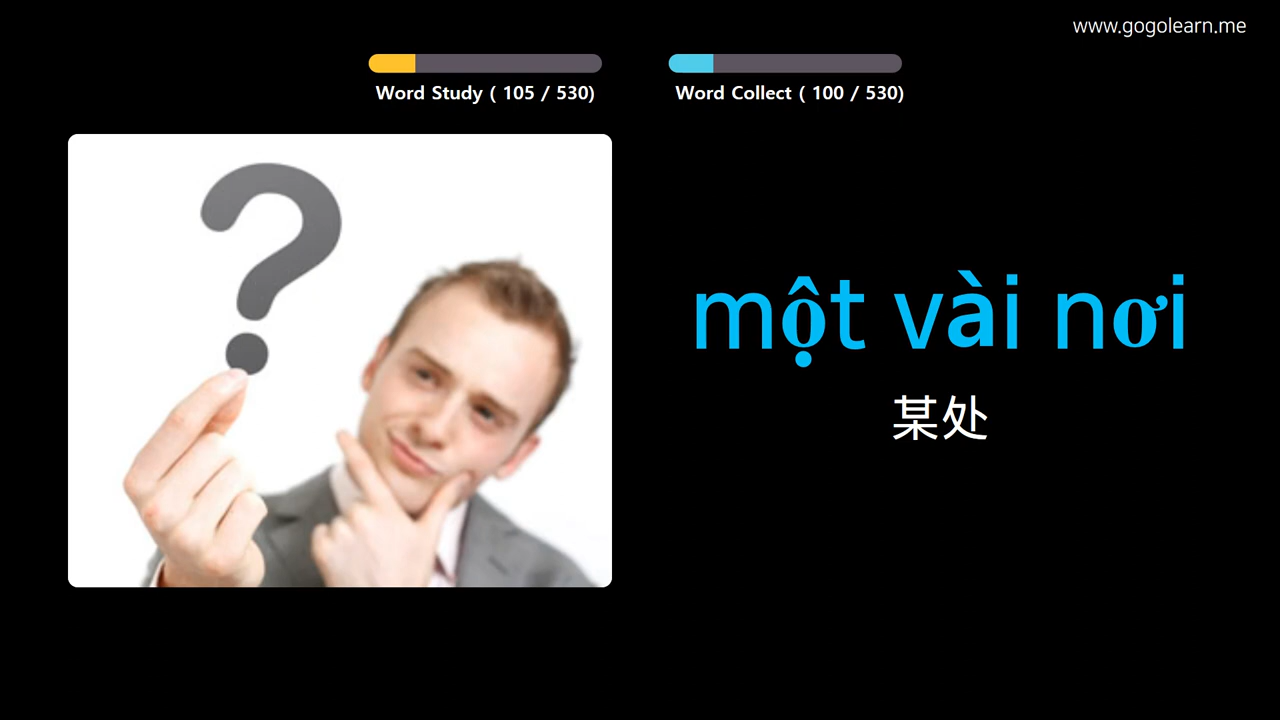 www.gogolearn.me
Word Study ( 105 / 530)
Word Collect ( 100 / 530)
?
một vài nơi
某处